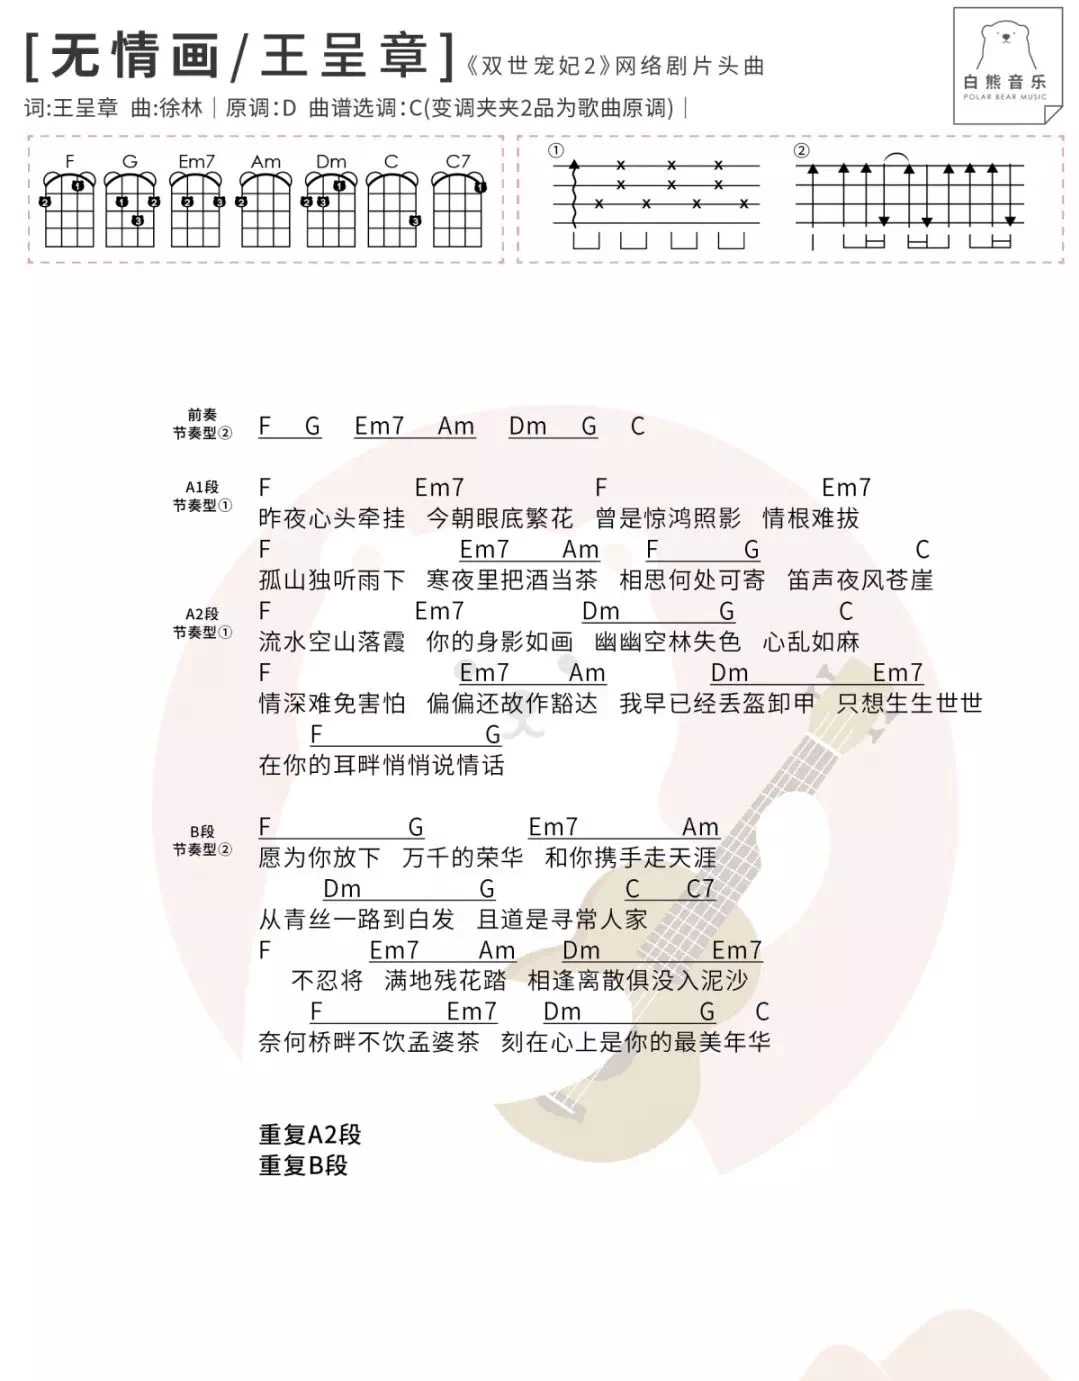 [无情画/王呈章]《双世宠妃2》网络剧片头曲
白熊音乐
POLAR BEAR MUSIC
词:王呈章 曲:徐林｜原调:D 曲谱选调:C(变调夹夹2品为歌曲原调)｜
F G Em7 Am Dm C C7
① ②
前奏
节奏型② F G Em7 Am Dm G C
A1段 F Em7 F Em7
节奏型①
昨夜心头牵挂 今朝眼底繁花 曾是惊鸿照影 情根难拔
F Em7 Am F G C
孤山独听雨下 寒夜里把酒当茶 相思何处可寄 笛声夜风苍崖
A2段 F Em7 Dm G C
节奏型①
流水空山落霞 你的身影如画 幽幽空林失色 心乱如麻
F Em7 Am Dm Em7
情深难免害怕 偏偏还故作豁达 我早已经丢盔卸甲 只想生生世世
F G
在你的耳畔悄悄说情话
B段 F G Em7 Am
节奏型②
愿为你放下 万千的荣华 和你携手走天涯
Dm G C C7
从青丝一路到白发 且道是寻常人家
F Em7 Am Dm Em7
不忍将 满地残花踏 相逢离散俱没入泥沙
F Em7 Dm G C
奈何桥畔不饮孟婆茶 刻在心上是你的最美年华
重复A2段
重复B段